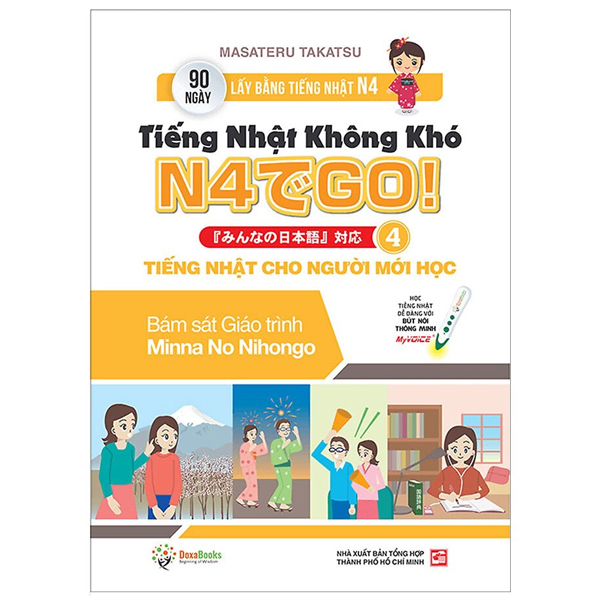 MASATERU TAKATSU
90 NGÀY
LẤY BẰNG TIẾNG NHẬT N4
Tiếng Nhật Không Khó
N4でGO!
『みんなの日本語』対応 4
TIẾNG NHẬT CHO NGƯỜI MỚI HỌC
HỌC
TIẾNG NHẬT
DỄ DÀNG VỚI
BÚT NÓI
THÔNG MINH
MyVOICE
Bám sát Giáo trình
Minna No Nihongo
DoxaBooks
Beginning of Wisdom
NHÀ XUẤT BẢN TỔNG HỢP
THÀNH PHỐ HỒ CHÍ MINH